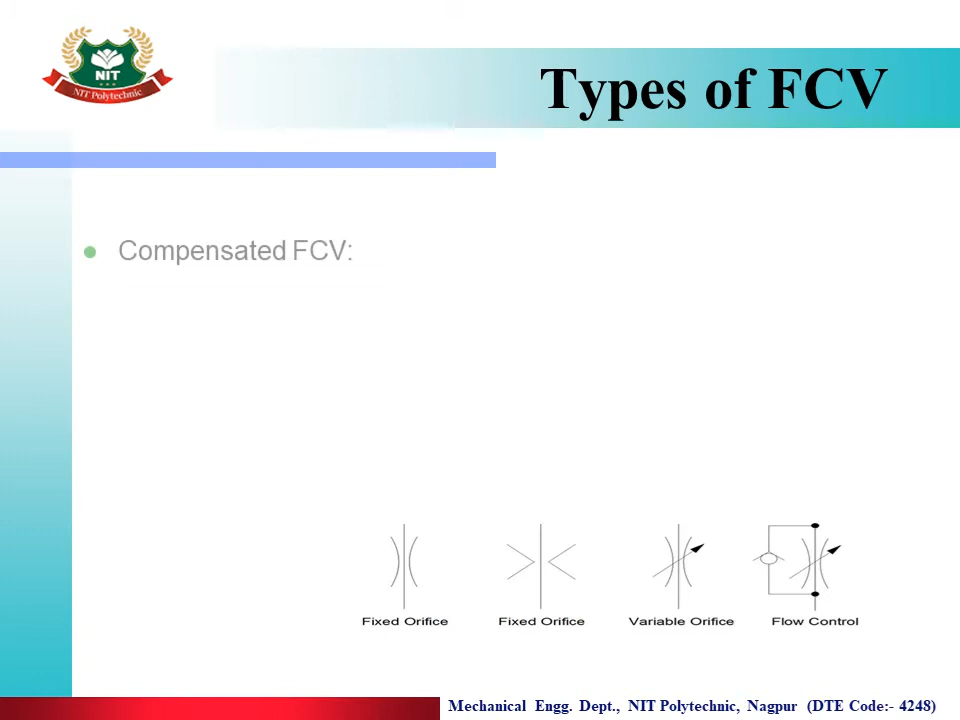 NIT
NIT Polytechnic
Types of FCV
Compensated FCV:
Fixed Orifice Fixed Orifice Variable Orifice Flow Control
Mechanical Engg. Dept., NIT Polytechnic, Nagpur (DTE Code:- 4248)